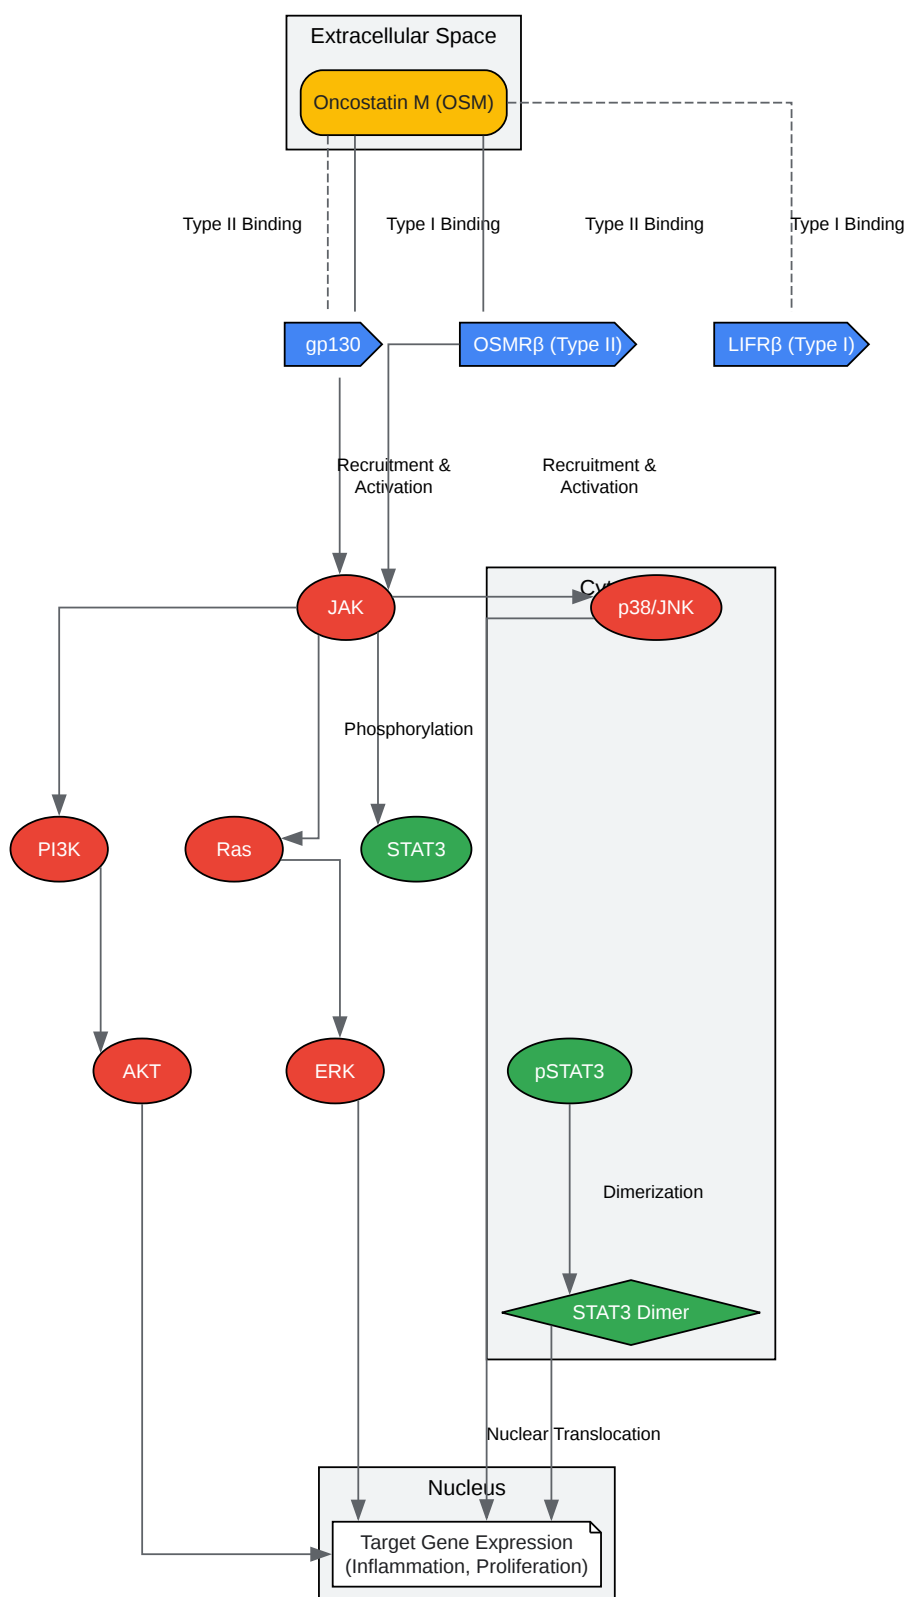 Extracellular Space
Oncostatin M (OSM)
Type II Binding
Type I Binding
Type II Binding
Type I Binding
gp130
OSMRβ (Type II)
LIFRβ (Type I)
Recruitment &
Activation
Recruitment &
Activation
JAK
p38/JNK
Phosphorylation
PI3K
Ras
STAT3
AKT
ERK
pSTAT3
Dimerization
STAT3 Dimer
Nuclear Translocation
Nucleus
Target Gene Expression
(Inflammation, Proliferation)